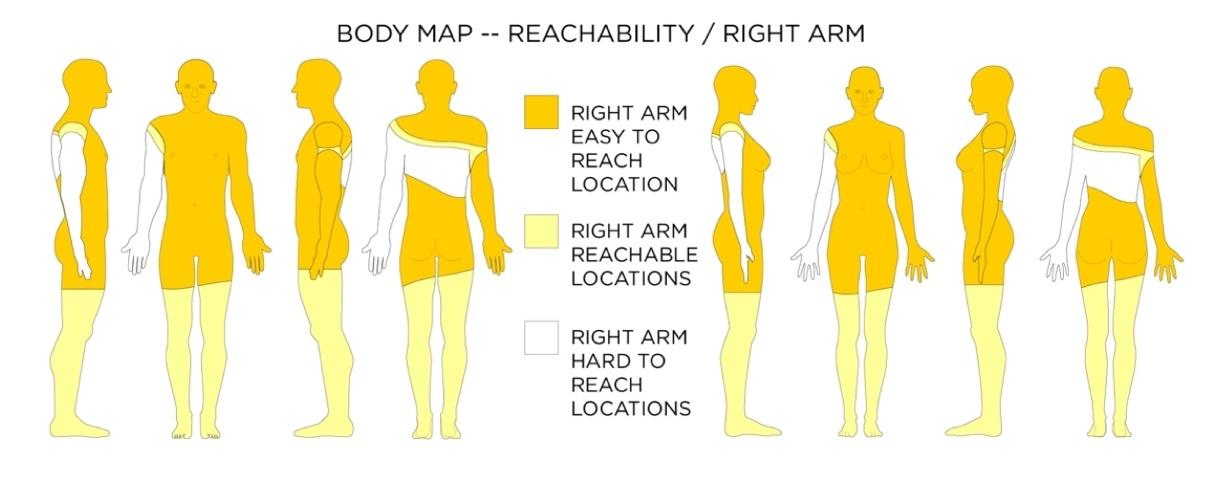 BODY MAP -- REACHABILITY / RIGHT ARM
RIGHT ARM
EASY TO
REACH
LOCATION
RIGHT ARM
REACHABLE
LOCATIONS
RIGHT ARM
HARD TO
REACH
LOCATIONS